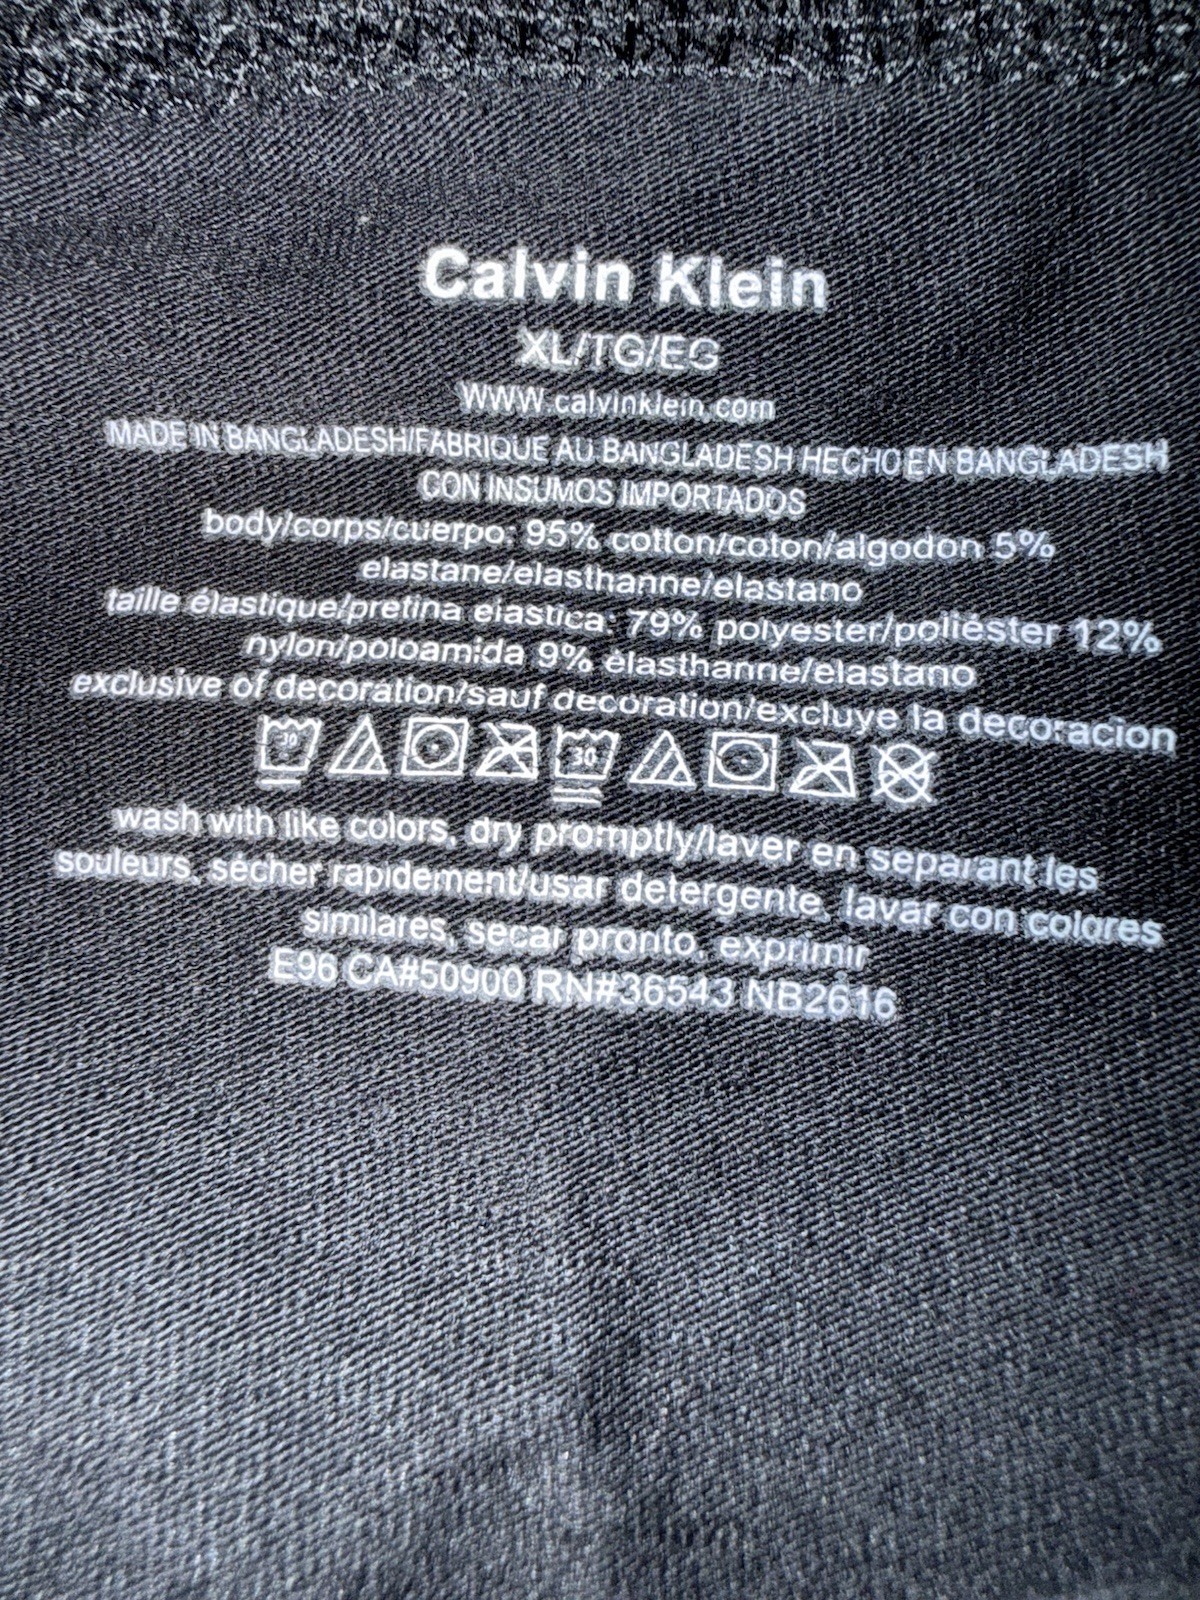 Calvin Klein
XL/TG/EG
www.calvinklein.com
MADE IN BANGLADESH/FABRIQUE AU BANGLADESH HECHO EN BANGLADESH
CON INSUMOS IMPORTADOS
body/corps/cuerpo: 95% cotton/coton/algodon 5%
elastane/elasthanne/elastano
taille élastique/pretina elastica: 79% polyester/poliéster 12%
nylon/poloamida 9% élasthanne/elastano
exclusive of decoration/sauf decoration/excluye la decoracion
30 30
wash with like colors, dry promptly/laver en separant les
souleurs, sécher rapidement/usar detergente, lavar con colores
similares, secar pronto, exprimir
E96 CA#50900 RN#36543 NB2616